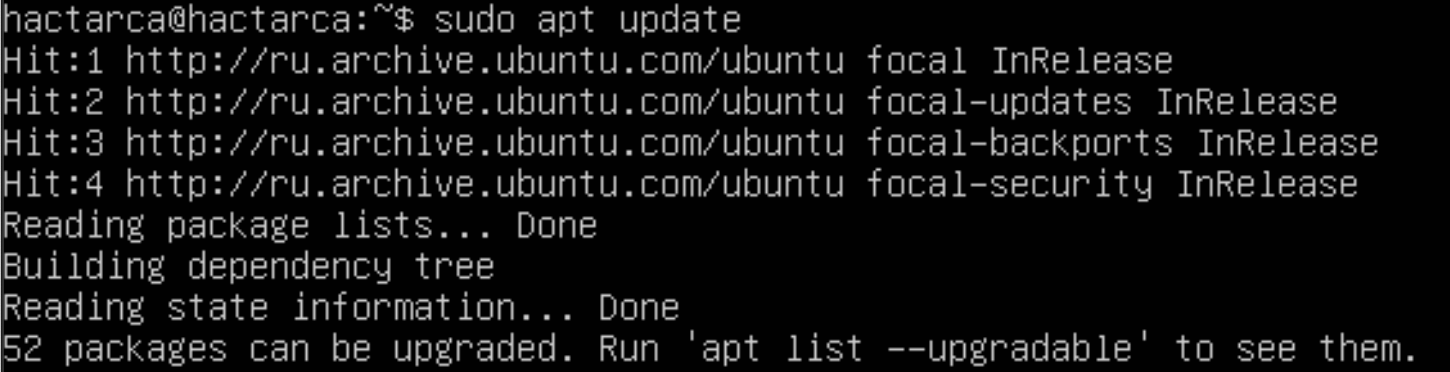 hactarca@hactarca:~$ sudo apt update
Hit:1 http://ru.archive.ubuntu.com/ubuntu focal InRelease
Hit:2 http://ru.archive.ubuntu.com/ubuntu focal-updates InRelease
Hit:3 http://ru.archive.ubuntu.com/ubuntu focal-backports InRelease
Hit:4 http://ru.archive.ubuntu.com/ubuntu focal-security InRelease
Reading package lists... Done
Building dependency tree
Reading state information... Done
52 packages can be upgraded. Run 'apt list --upgradable' to see them.